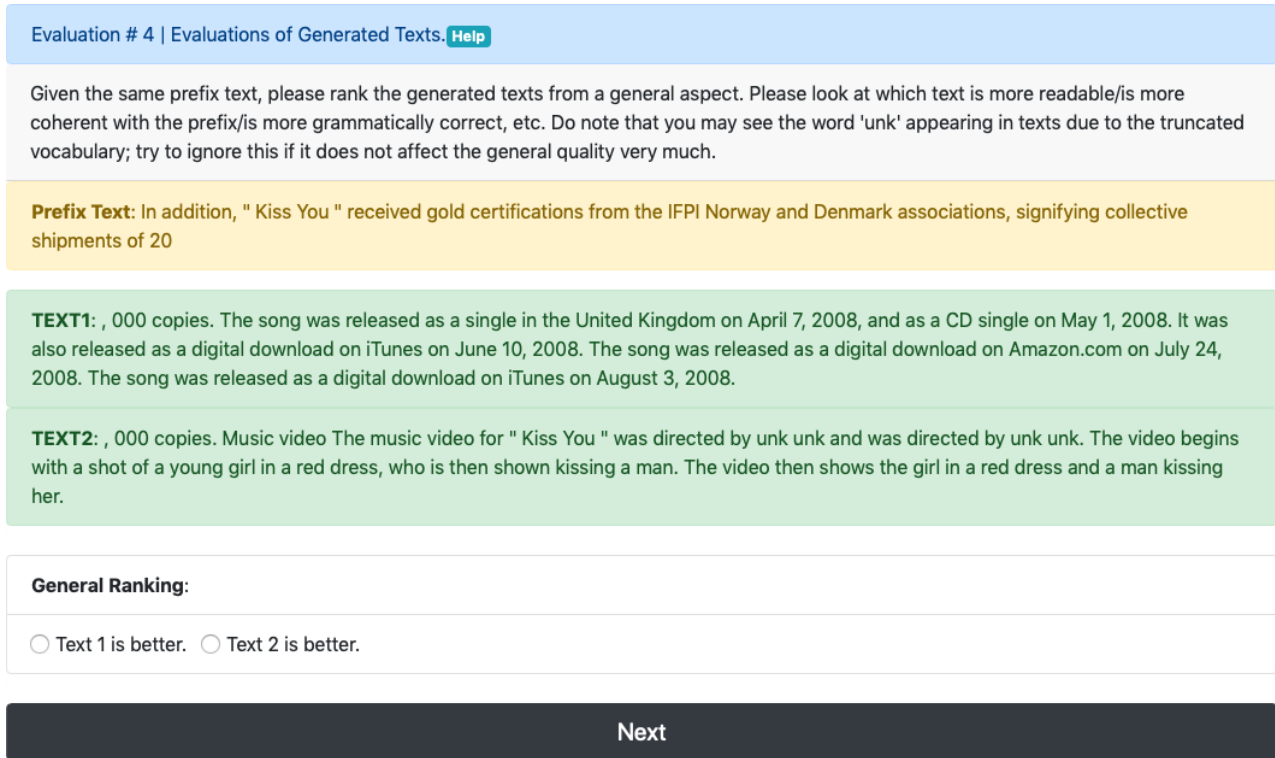 Evaluation # 4 | Evaluations of Generated Texts. Help
Given the same prefix text, please rank the generated texts from a general aspect. Please look at which text is more readable/is more
coherent with the prefix/is more grammatically correct, etc. Do note that you may see the word 'unk' appearing in texts due to the truncated
vocabulary; try to ignore this if it does not affect the general quality very much.
Prefix Text: In addition, " Kiss You " received gold certifications from the IFPI Norway and Denmark associations, signifying collective
shipments of 20
TEXT1: , 000 copies. The song was released as a single in the United Kingdom on April 7, 2008, and as a CD single on May 1, 2008. It was
also released as a digital download on iTunes on June 10, 2008. The song was released as a digital download on Amazon.com on July 24,
2008. The song was released as a digital download on iTunes on August 3, 2008.
TEXT2: , 000 copies. Music video The music video for " Kiss You " was directed by unk unk and was directed by unk unk. The video begins
with a shot of a young girl in a red dress, who is then shown kissing a man. The video then shows the girl in a red dress and a man kissing
her.
General Ranking:
Text 1 is better. Text 2 is better.
Next